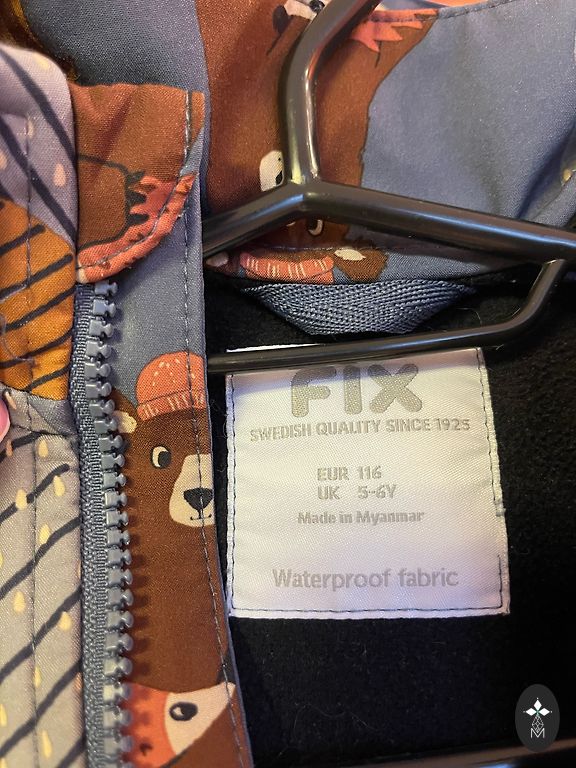 FIX
SWEDISH QUALITY SINCE 1925
EUR 116
UK 5-6Y
Made in Myanmar
Waterproof fabric
M